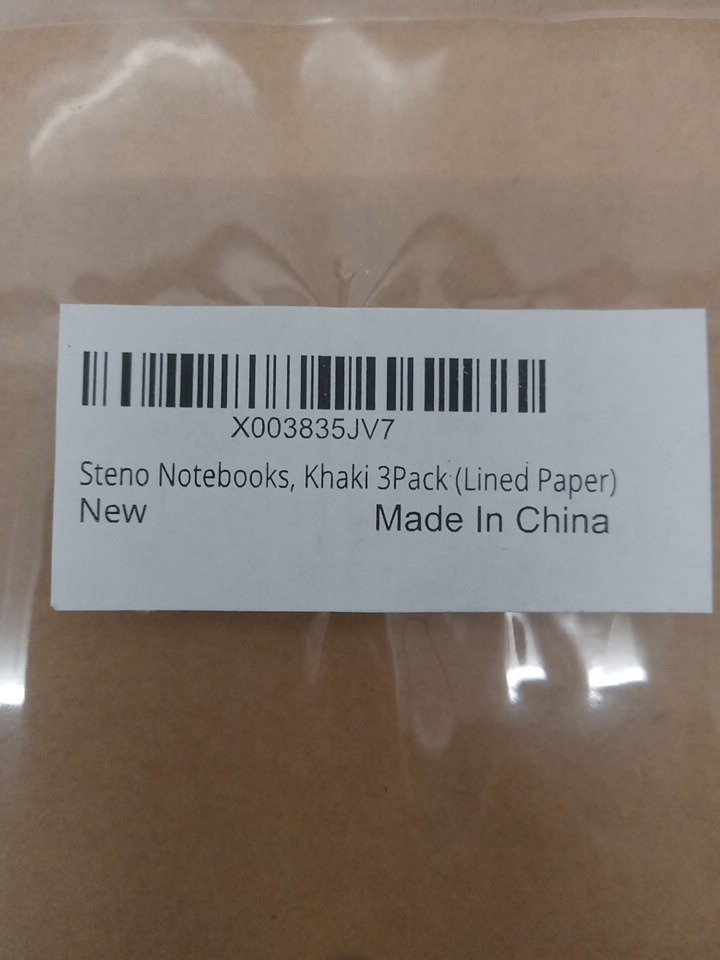 X003835JV7
Steno Notebooks, Khaki 3Pack (Lined Paper)
New Made In China